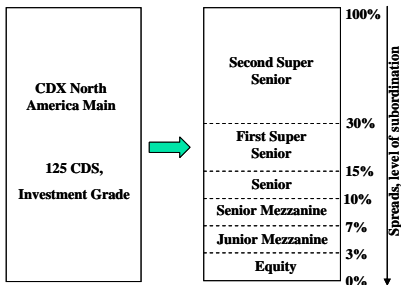 CDX North
America Main
125 CDS,
Investment Grade
100%
Second Super
Senior
30%
First Super
Senior
15%
Senior
10%
Senior Mezzanine
7%
Junior Mezzanine
3%
Equity
0%
Spreads, level of subordination